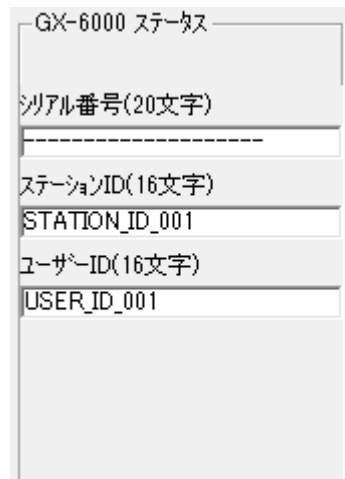 GX-6000 ｽﾃｰﾀｽ
ｼﾘｱﾙ番号(20文字)
--------------------
ｽﾃｰｼｮﾝID(16文字)
STATION_ID_001
ﾕｰｻﾞｰID(16文字)
USER_ID_001